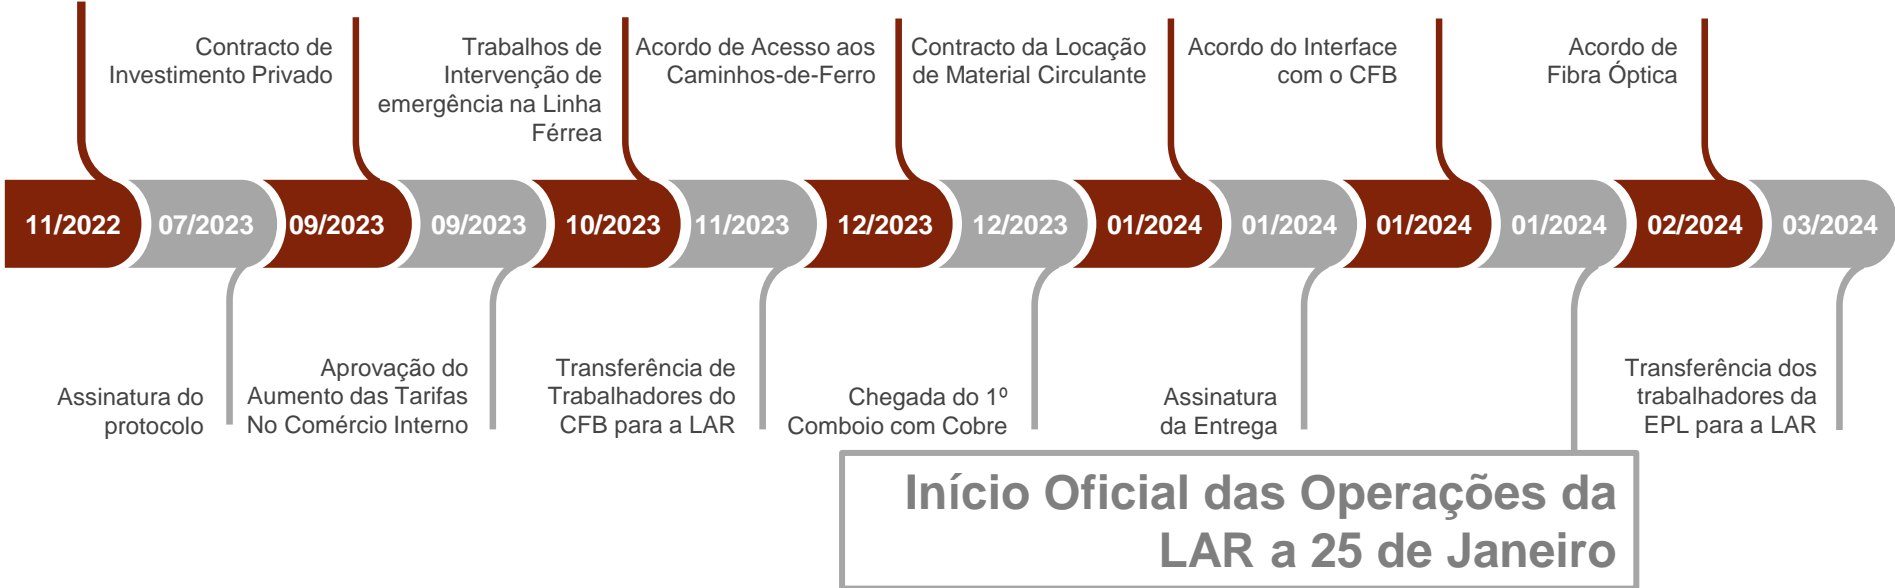 Contracto de
Investimento Privado
Trabalhos de
Intervenção de
emergência na Linha
Férrea
Acordo de Acesso aos
Caminhos-de-Ferro
Contracto da Locação
de Material Circulante
Acordo do Interface
com o CFB
Acordo de
Fibra Óptica
11/2022
07/2023
09/2023
09/2023
10/2023
11/2023
12/2023
12/2023
01/2024
01/2024
01/2024
01/2024
02/2024
03/2024
Assinatura do
protocolo
Aprovação do
Aumento das Tarifas
No Comércio Interno
Transferência de
Trabalhadores do
CFB para a LAR
Chegada do 1º
Comboio com Cobre
Assinatura
da Entrega
Transferência dos
trabalhadores da
EPL para a LAR
Início Oficial das Operações da
LAR a 25 de Janeiro